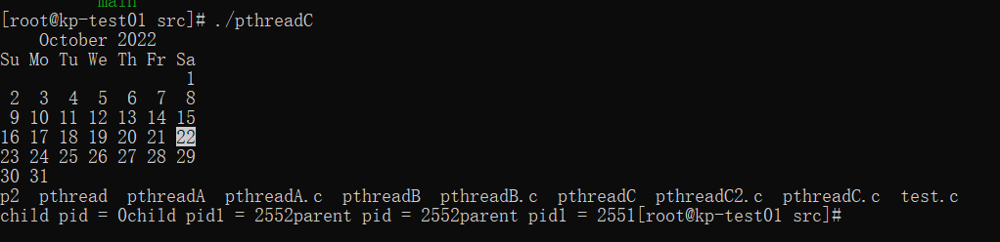 main
[root@kp-test01 src]# ./pthreadC
    October 2022
Su Mo Tu We Th Fr Sa
                   1
 2  3  4  5  6  7  8
 9 10 11 12 13 14 15
16 17 18 19 20 21 22
23 24 25 26 27 28 29
30 31
p2  pthread  pthreadA  pthreadA.c  pthreadB  pthreadB.c  pthreadC  pthreadC2.c  pthreadC.c  test.c
child pid = 0child pid1 = 2552parent pid = 2552parent pid1 = 2551[root@kp-test01 src]#